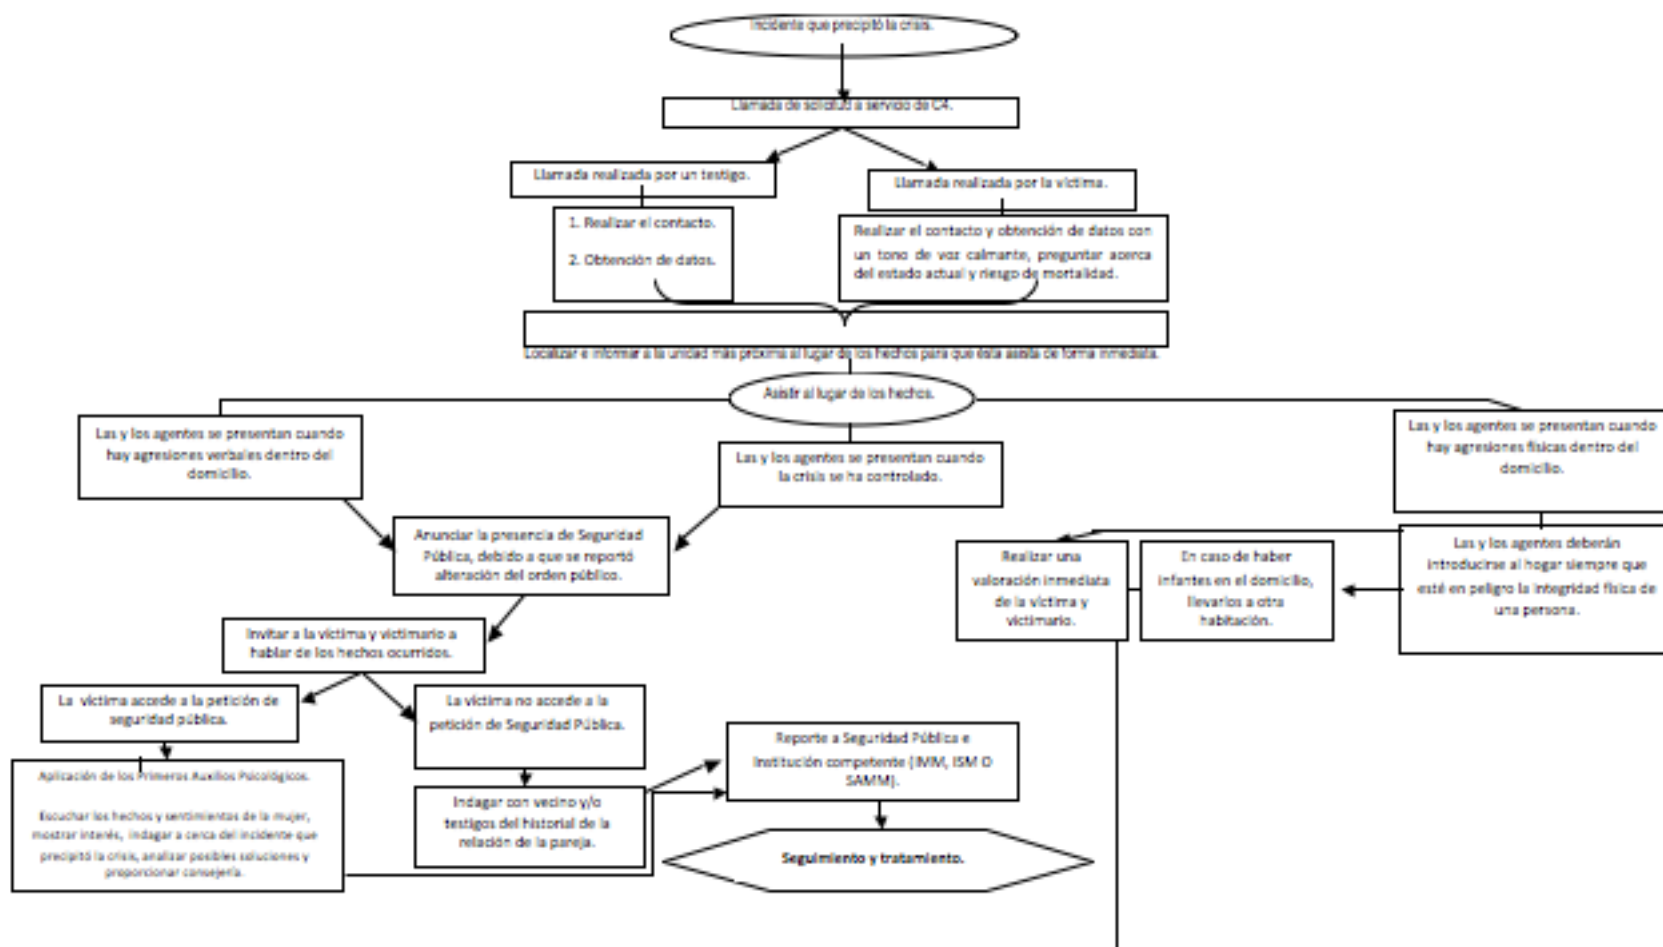 Incidente que precipitó la crisis.
Llamada de solicitud a servicio de C4.
Llamada realizada por un testigo.
Llamada realizada por la víctima.
1. Realizar el contacto.
2. Obtención de datos.
Realizar el contacto y obtención de datos con
un tono de voz calmante, preguntar acerca
del estado actual y riesgo de mortalidad.
Localizar e informar a la unidad más próxima al lugar de los hechos para que ésta asista de forma inmediata.
Asistir al lugar de los hechos.
Las y los agentes se presentan cuando
hay agresiones verbales dentro del
domicilio.
Las y los agentes se presentan cuando
la crisis se ha controlado.
Las y los agentes se presentan cuando
hay agresiones físicas dentro del
domicilio.
Anunciar la presencia de Seguridad
Pública, debido a que se reportó
alteración del orden público.
Realizar una
valoración inmediata
de la víctima y
victimario.
En caso de haber
infantes en el domicilio,
llevarlos a otra
habitación.
Las y los agentes deberán
introducirse al hogar siempre que
esté en peligro la integridad física de
una persona.
Invitar a la víctima y victimario a
hablar de los hechos ocurridos.
La víctima accede a la petición de
seguridad pública.
La víctima no accede a la
petición de Seguridad Pública.
Aplicación de los Primeros Auxilios Psicológicos.
Escuchar los hechos y sentimientos de la mujer,
mostrar interés, indagar a cerca del incidente que
precipitó la crisis, analizar posibles soluciones y
proporcionar consejería.
Indagar con vecino y/o
testigos del historial de la
relación de la pareja.
Reporte a Seguridad Pública e
Institución competente (IMM, ISM O
SAMM).
Seguimiento y tratamiento.